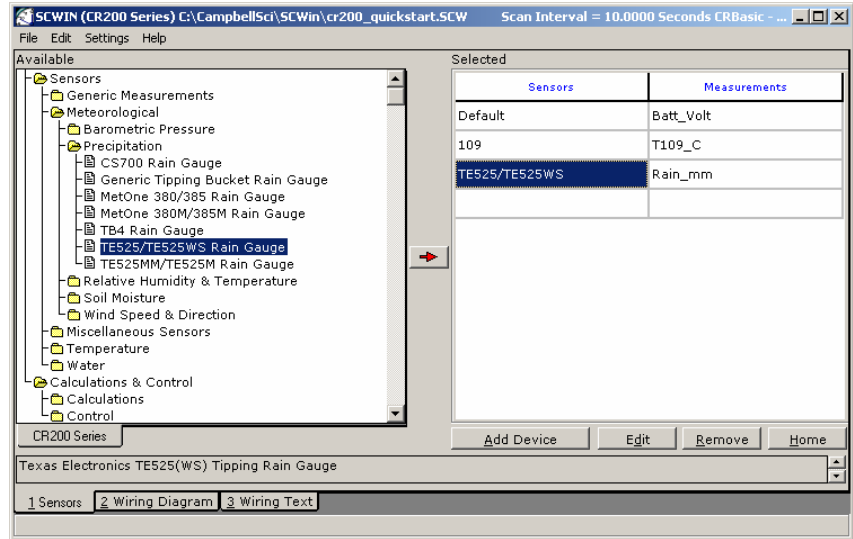 SCWIN (CR200 Series) C:\CampbellSci\SCWin\cr200_quickstart.SCW Scan Interval = 10.0000 Seconds CRBasic - ...
File Edit Settings Help
Available
Sensors
Generic Measurements
Meteorological
Barometric Pressure
Precipitation
CS700 Rain Gauge
Generic Tipping Bucket Rain Gauge
MetOne 380/385 Rain Gauge
MetOne 380M/385M Rain Gauge
TB4 Rain Gauge
TE525/TE525WS Rain Gauge
TE525MM/TE525M Rain Gauge
Relative Humidity & Temperature
Soil Moisture
Wind Speed & Direction
Miscellaneous Sensors
Temperature
Water
Calculations & Control
Calculations
Control
CR200 Series
Selected
Sensors Measurements
Default Batt_Volt
109 T109_C
TE525/TE525WS Rain_mm
Add Device Edit Remove Home
Texas Electronics TE525(WS) Tipping Rain Gauge
1 Sensors 2 Wiring Diagram 3 Wiring Text